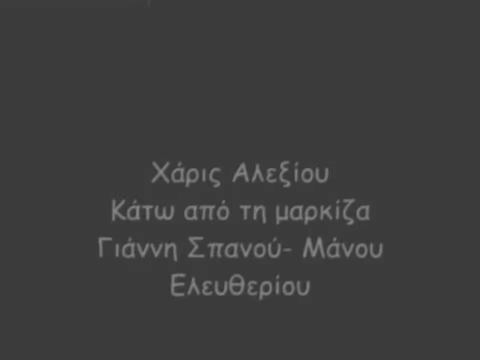 Χάρις Αλεξίου
Κάτω από τη μαρκίζα
Γιάννη Σπανού- Μάνου
Ελευθερίου